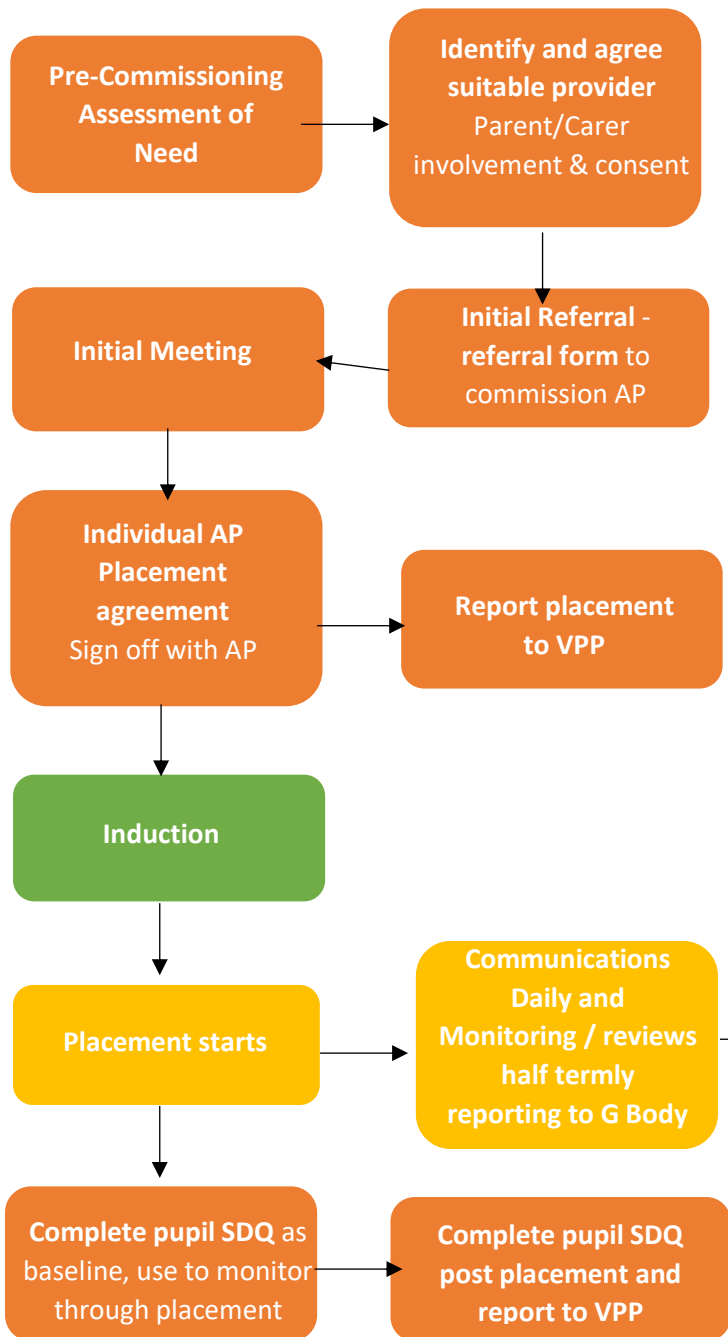 Pre-Commissioning
Assessment of
Need
Identify and agree
suitable provider
Parent/Carer
involvement & consent
Initial Referral -
referral form to
commission AP
Initial Meeting
Individual AP
Placement
agreement
Sign off with AP
Report placement
to VPP
Induction
Placement starts
Communications
Daily and
Monitoring / reviews
half termly
reporting to G Body
Complete pupil SDQ as
baseline, use to monitor
through placement
Complete pupil SDQ
post placement and
report to VPP